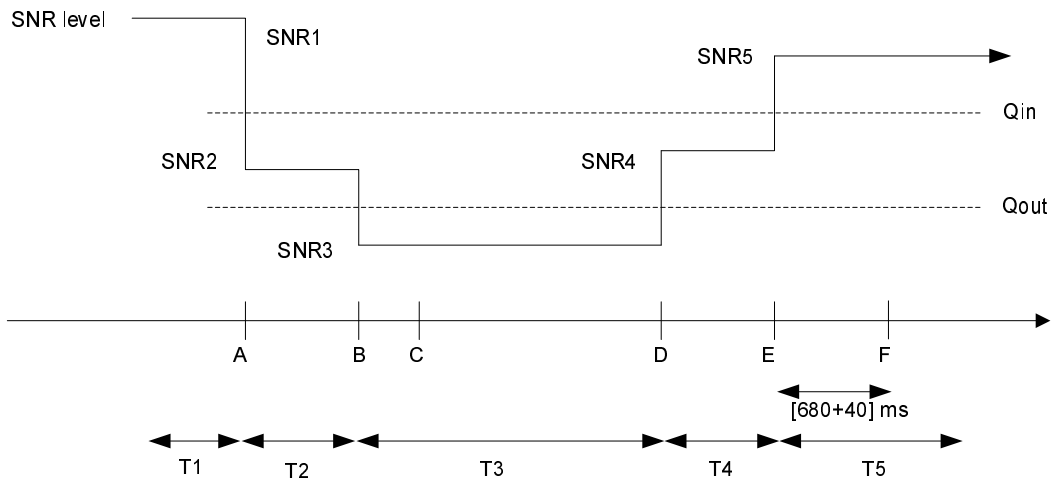 SNR level
SNR1
SNR5
Qin
SNR2
SNR4
Qout
SNR3
A
B
C
D
E
F
[680+40] ms
T1
T2
T3
T4
T5